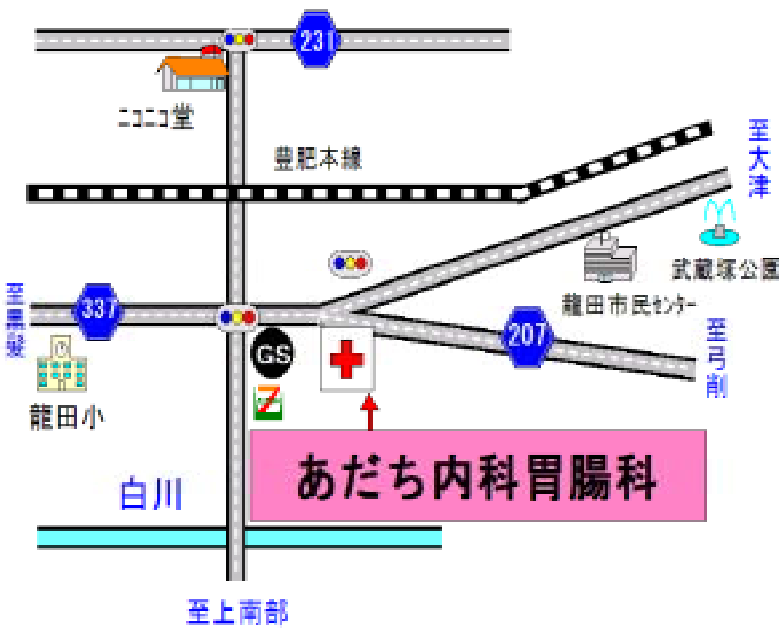 231
ニコニコ堂
豊肥本線
至大津
武蔵塚公園
龍田市民センター
至黒髪
337
207
至弓削
GS
7
龍田小
あだち内科胃腸科
白川
至上南部